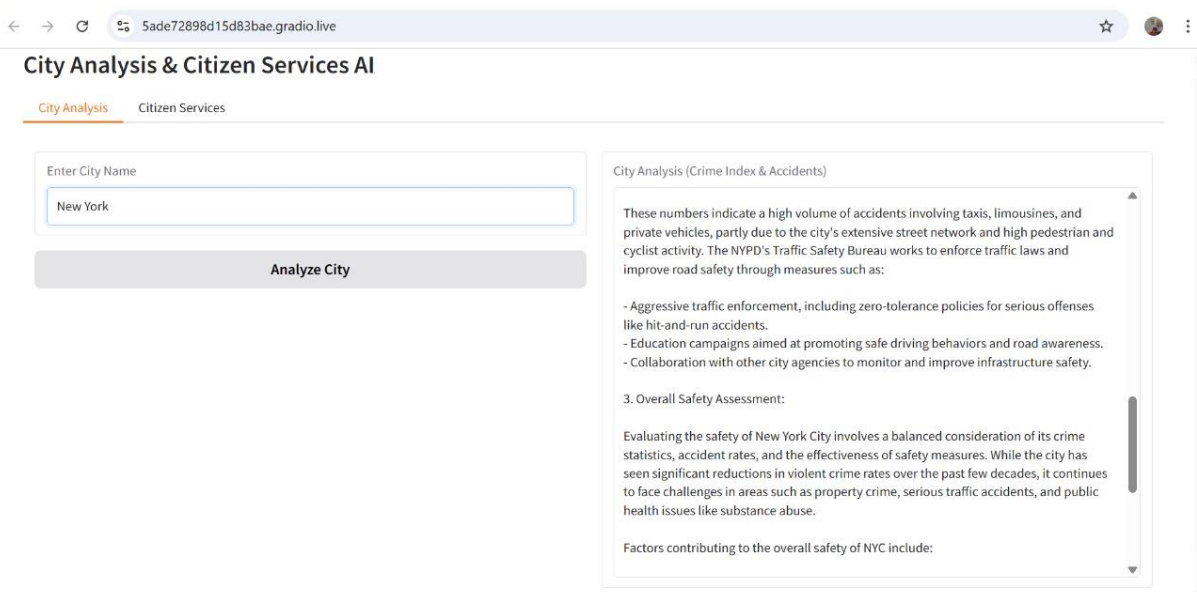 5ade72898d15d83bae.gradio.live
City Analysis & Citizen Services AI
City Analysis
Citizen Services
Enter City Name
New York
Analyze City
City Analysis (Crime Index & Accidents)
These numbers indicate a high volume of accidents involving taxis, limousines, and
private vehicles, partly due to the city's extensive street network and high pedestrian and
cyclist activity. The NYPD's Traffic Safety Bureau works to enforce traffic laws and
improve road safety through measures such as:
- Aggressive traffic enforcement, including zero-tolerance policies for serious offenses
like hit-and-run accidents.
- Education campaigns aimed at promoting safe driving behaviors and road awareness.
- Collaboration with other city agencies to monitor and improve infrastructure safety.
3. Overall Safety Assessment:
Evaluating the safety of New York City involves a balanced consideration of its crime
statistics, accident rates, and the effectiveness of safety measures. While the city has
seen significant reductions in violent crime rates over the past few decades, it continues
to face challenges in areas such as property crime, serious traffic accidents, and public
health issues like substance abuse.
Factors contributing to the overall safety of NYC include: